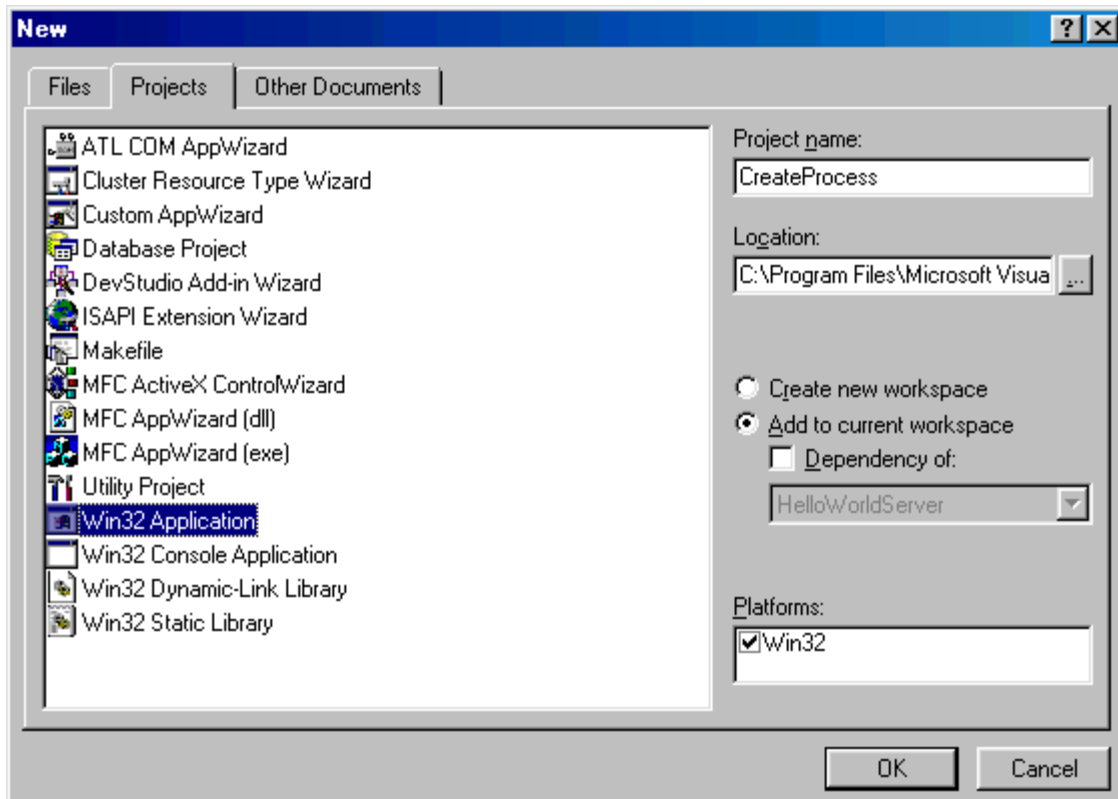 New
Files Projects Other Documents
ATL COM AppWizard
Cluster Resource Type Wizard
Custom AppWizard
Database Project
DevStudio Add-in Wizard
ISAPI Extension Wizard
Makefile
MFC ActiveX ControlWizard
MFC AppWizard (dll)
MFC AppWizard (exe)
Utility Project
Win32 Application
Win32 Console Application
Win32 Dynamic-Link Library
Win32 Static Library
Project name:
CreateProcess
Location:
C:\Program Files\Microsoft Visua ...
Create new workspace
Add to current workspace
Dependency of:
HelloWorldServer
Platforms:
Win32
OK Cancel